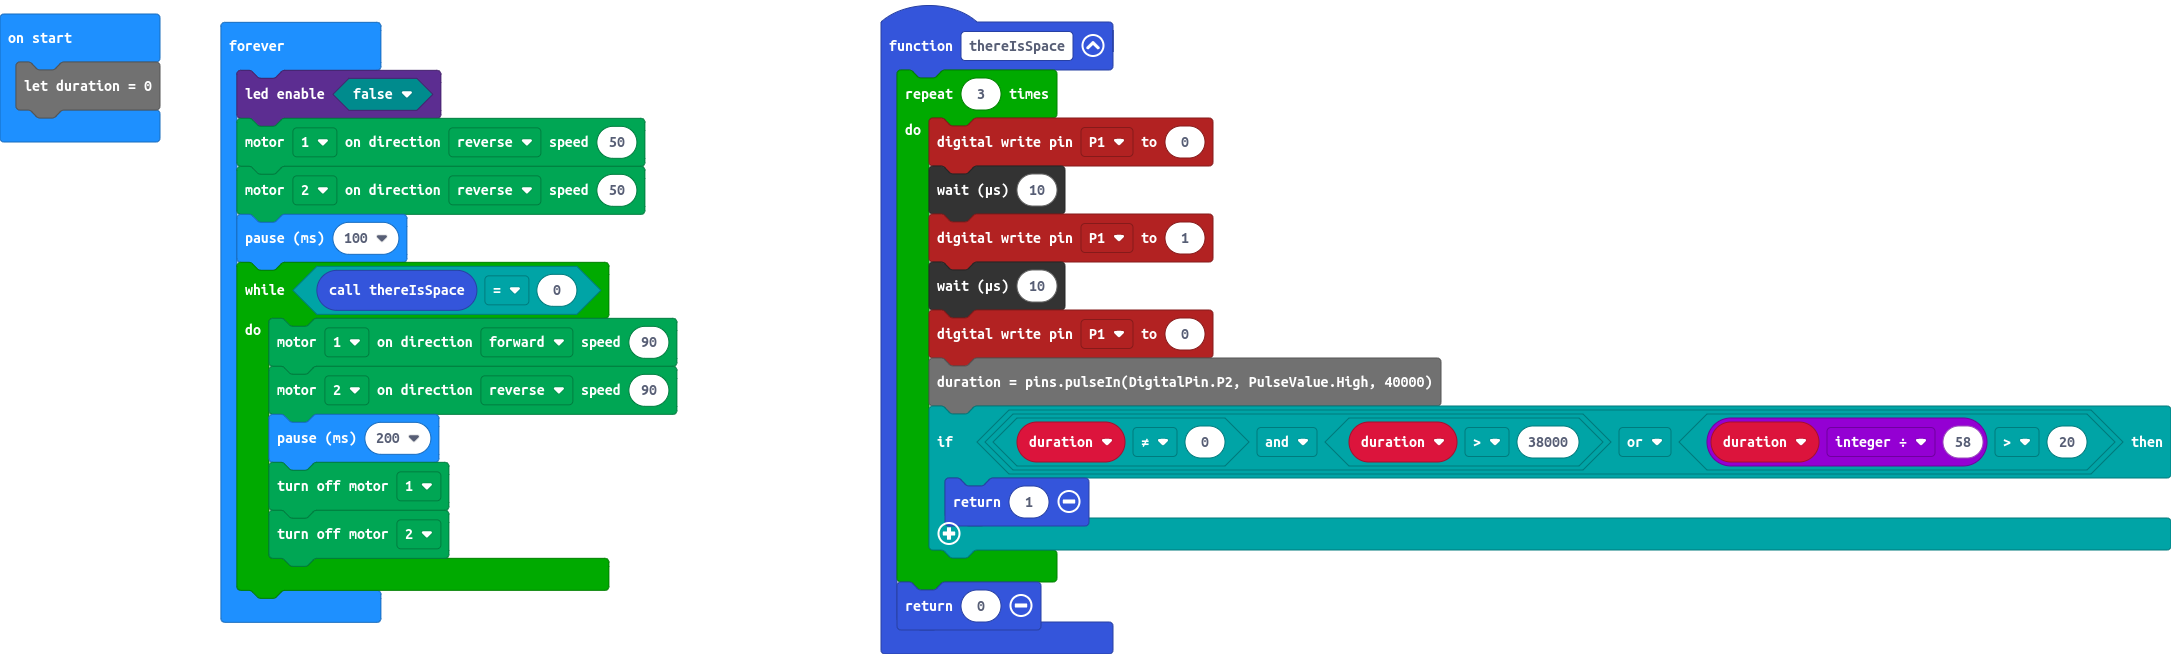 on start
let duration = 0
forever
led enable false
motor 1 on direction reverse speed 50
motor 2 on direction reverse speed 50
pause (ms) 100
while call thereIsSpace = 0
do
motor 1 on direction forward speed 90
motor 2 on direction reverse speed 90
pause (ms) 200
turn off motor 1
turn off motor 2
function thereIsSpace
repeat 3 times
do
digital write pin P1 to 0
wait (µs) 10
digital write pin P1 to 1
wait (µs) 10
digital write pin P1 to 0
duration = pins.pulseIn(DigitalPin.P2, PulseValue.High, 40000)
if duration ≠ 0 and duration > 38000 or duration integer ÷ 58 > 20 then
return 1
return 0